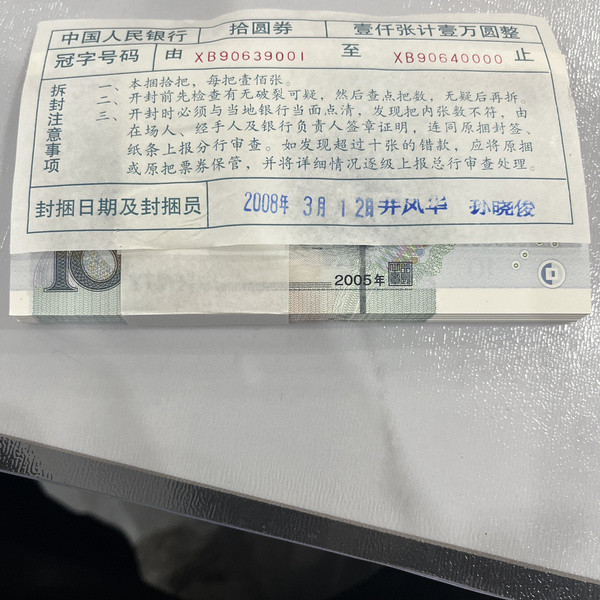 中国人民银行 拾圆券 壹仟张计壹万圆整
冠字号码 由 XB90639001 至 XB90640000 止
拆封注意事项
一、本捆拾把，每把壹佰张。
二、开封前先检查有无破裂可疑，然后查点把数，无疑后再拆。
三、开封时必须与当地银行当面点清，发现把内张数不符，由
在场人、经手人及银行负责人签章证明，连同原捆封签、
纸条上报分行审查。如发现超过十张的错款，应将原捆
或原把票券保管，并将详细情况逐级上报总行审查处理。
封捆日期及封捆员 2008年 3月 12日 井风华 孙晓俊
10 2005年